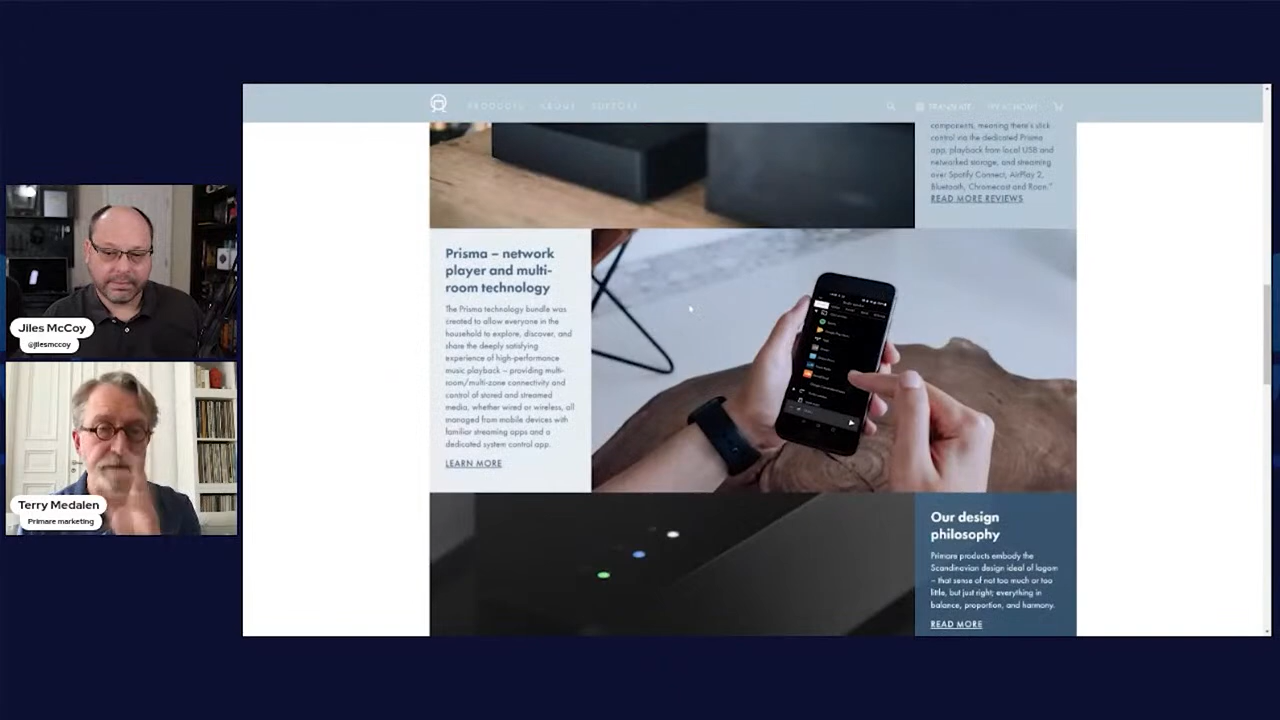 PRODUCTS ABOUT SUPPORT
TRANSLATE
components, meaning there's slick
control via the dedicated Prisma
app, playback from local USB and
networked storage, and streaming
over Spotify Connect, AirPlay 2,
Bluetooth, Chromecast and Roon."
READ MORE REVIEWS
Prisma – network
player and multi-
room technology
The Prisma technology bundle was
created to allow everyone in the
household to explore, discover, and
share the deeply satisfying
experience of high-performance
music playback – providing multi-
room/multi-zone connectivity and
control of stored and streamed
media, whether wired or wireless, all
managed from mobile devices with
familiar streaming apps and a
dedicated system control app.
LEARN MORE
Our design
philosophy
Primare products embody the
Scandinavian design ideal of lagom
– that sense of not too much or too
little, but just right; everything in
balance, proportion, and harmony.
READ MORE
Jiles McCoy
@jilesmccoy
Terry Medalen
Primare marketing